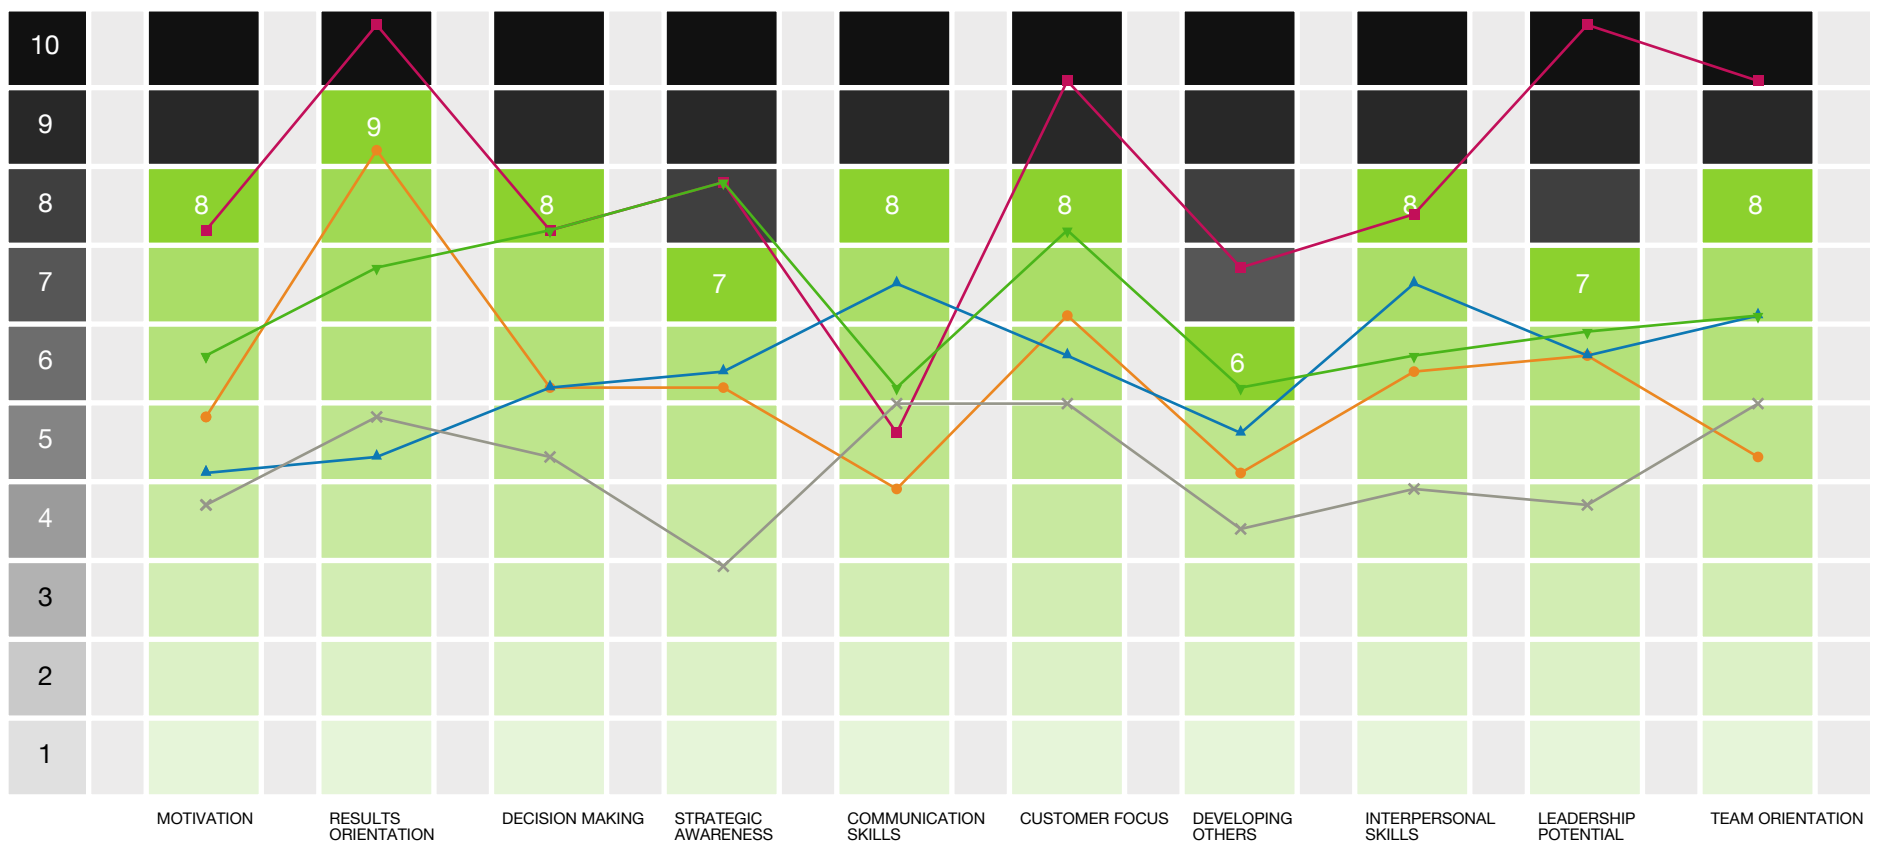 10
9
9
8
8
8
8
8
8
8
7
7
7
6
6
5
4
3
2
1
MOTIVATION
RESULTS
ORIENTATION
DECISION MAKING
STRATEGIC
AWARENESS
COMMUNICATION
SKILLS
CUSTOMER FOCUS
DEVELOPING
OTHERS
INTERPERSONAL
SKILLS
LEADERSHIP
POTENTIAL
TEAM ORIENTATION